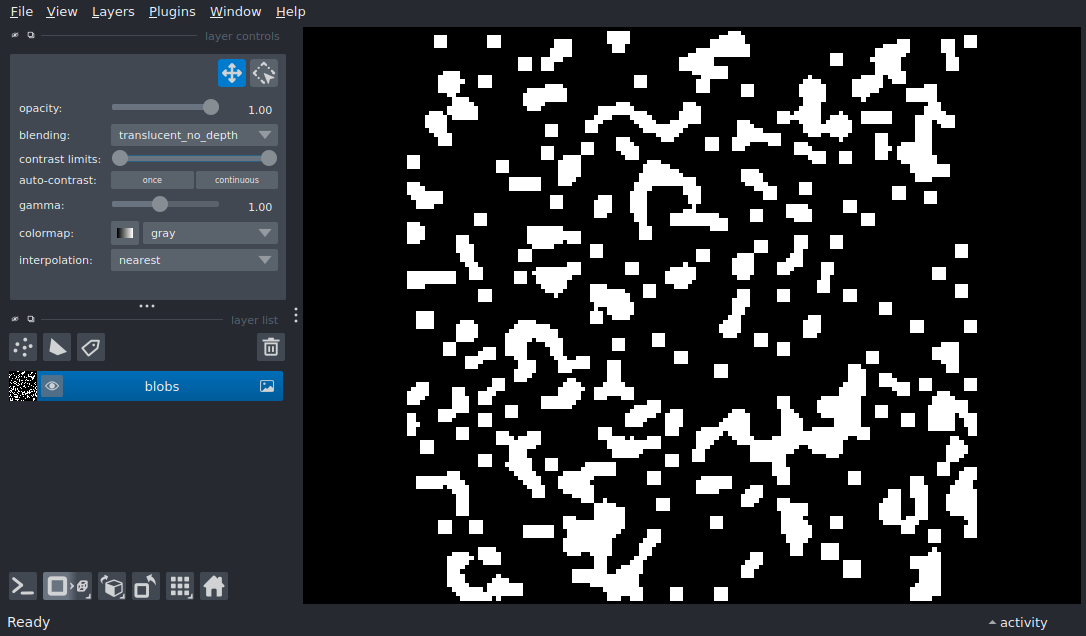 File View Layers Plugins Window Help
layer controls
opacity: 1.00
blending: translucent_no_depth
contrast limits:
auto-contrast: once continuous
gamma: 1.00
colormap: gray
interpolation: nearest
layer list
blobs
Ready activity